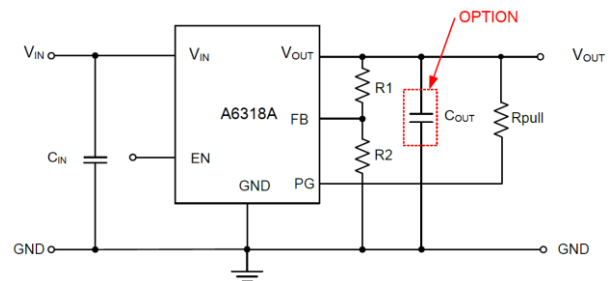 OPTION
VIN
VIN
VOUT
VOUT
R1
A6318A
FB
COUT
Rpull
CIN
EN
R2
GND
PG
GND
GND